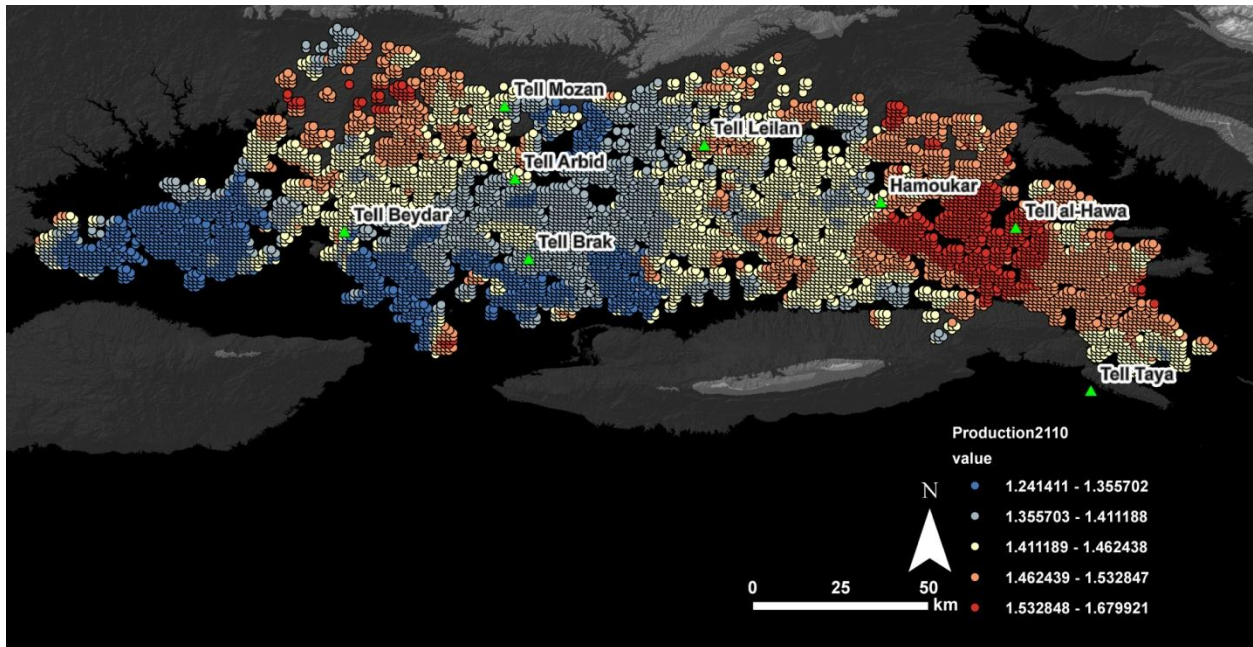 Tell Mozan
Tell Leilan
Tell Arbid
Hamoukar
Tell Beydar
Tell al-Hawa
Tell Brak
Tell Taya
Production2110
value
N
1.241411 - 1.355702
1.355703 - 1.411188
1.411189 - 1.462438
1.462439 - 1.532847
1.532848 - 1.679921
0 25 50
km